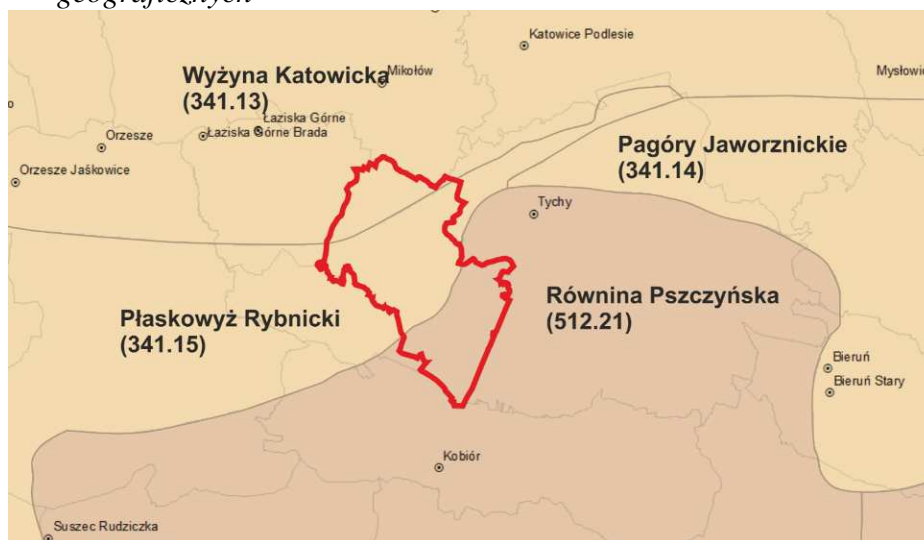 geograficznych
Katowice Podlesie
Wyżyna Katowicka
(341.13)
Mikołów
Mysłowic
Łaziska Górne
Łaziska Górne Brada
Orzesze
Pagóry Jaworznickie
(341.14)
Orzesze Jaśkowice
Tychy
Płaskowyż Rybnicki
(341.15)
Równina Pszczyńska
(512.21)
Bieruń
Bieruń Stary
Kobiór
Suszec Rudziczka